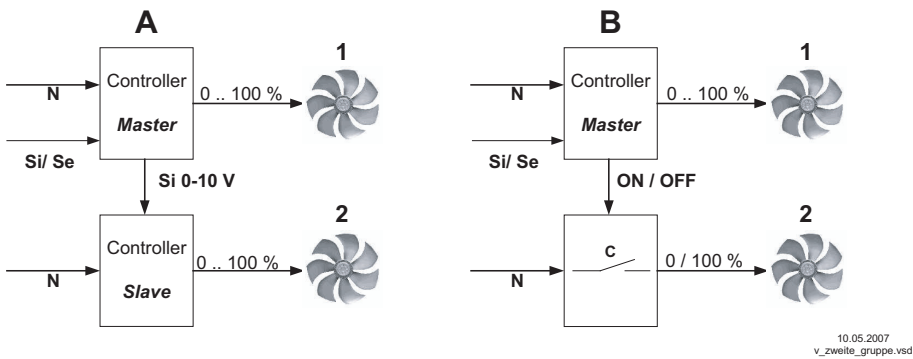 A
1
Controller
Master
N
Si/ Se
0 .. 100 %
Si 0-10 V
2
Controller
Slave
N
0 .. 100 %
B
1
Controller
Master
N
Si/ Se
0 .. 100 %
ON / OFF
2
C
N
0 / 100 %
10.05.2007
v_zweite_gruppe.vsd